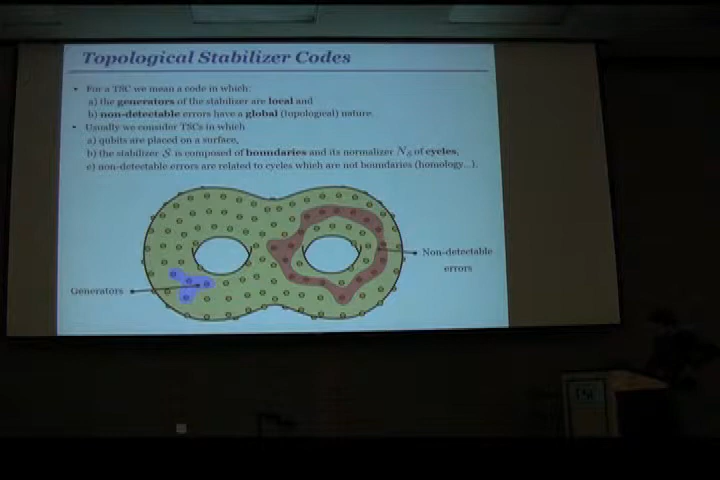 Topological Stabilizer Codes
• For a TSC we mean a code in which:
a) the generators of the stabilizer are local and
b) non-detectable errors have a global (topological) nature.
• Usually we consider TSCs in which
a) qubits are placed on a surface,
b) the stabilizer S is composed of boundaries and its normalizer N_S of cycles,
c) non-detectable errors are related to cycles which are not boundaries (homology...).
Non-detectable
errors
Generators